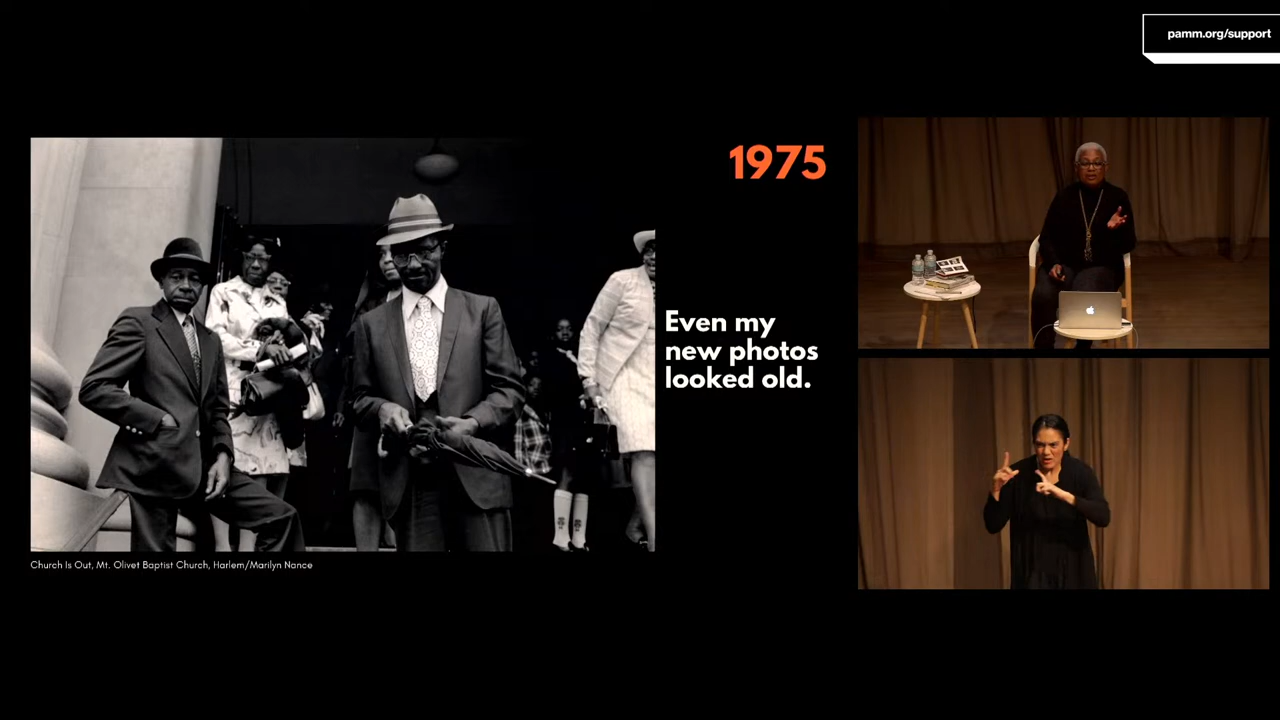 pamm.org/support
1975
Even my
new photos
looked old.
Church Is Out, Mt. Olivet Baptist Church, Harlem/Marilyn Nance